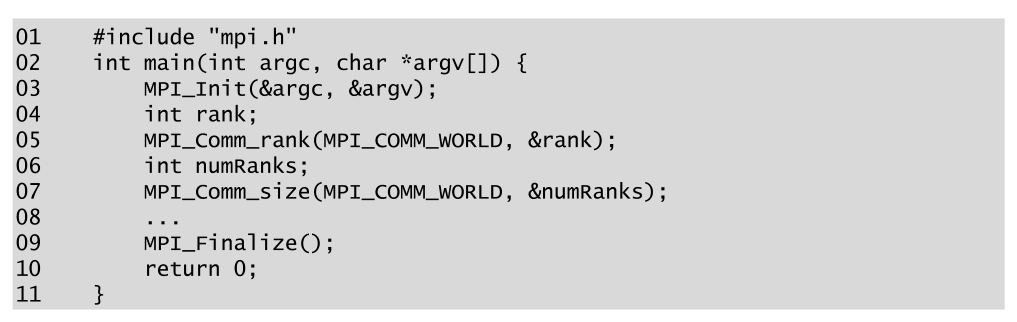 01 #include "mpi.h"
02 int main(int argc, char *argv[]) {
03 MPI_Init(&argc, &argv);
04 int rank;
05 MPI_Comm_rank(MPI_COMM_WORLD, &rank);
06 int numRanks;
07 MPI_Comm_size(MPI_COMM_WORLD, &numRanks);
08 ...
09 MPI_Finalize();
10 return 0;
11 }